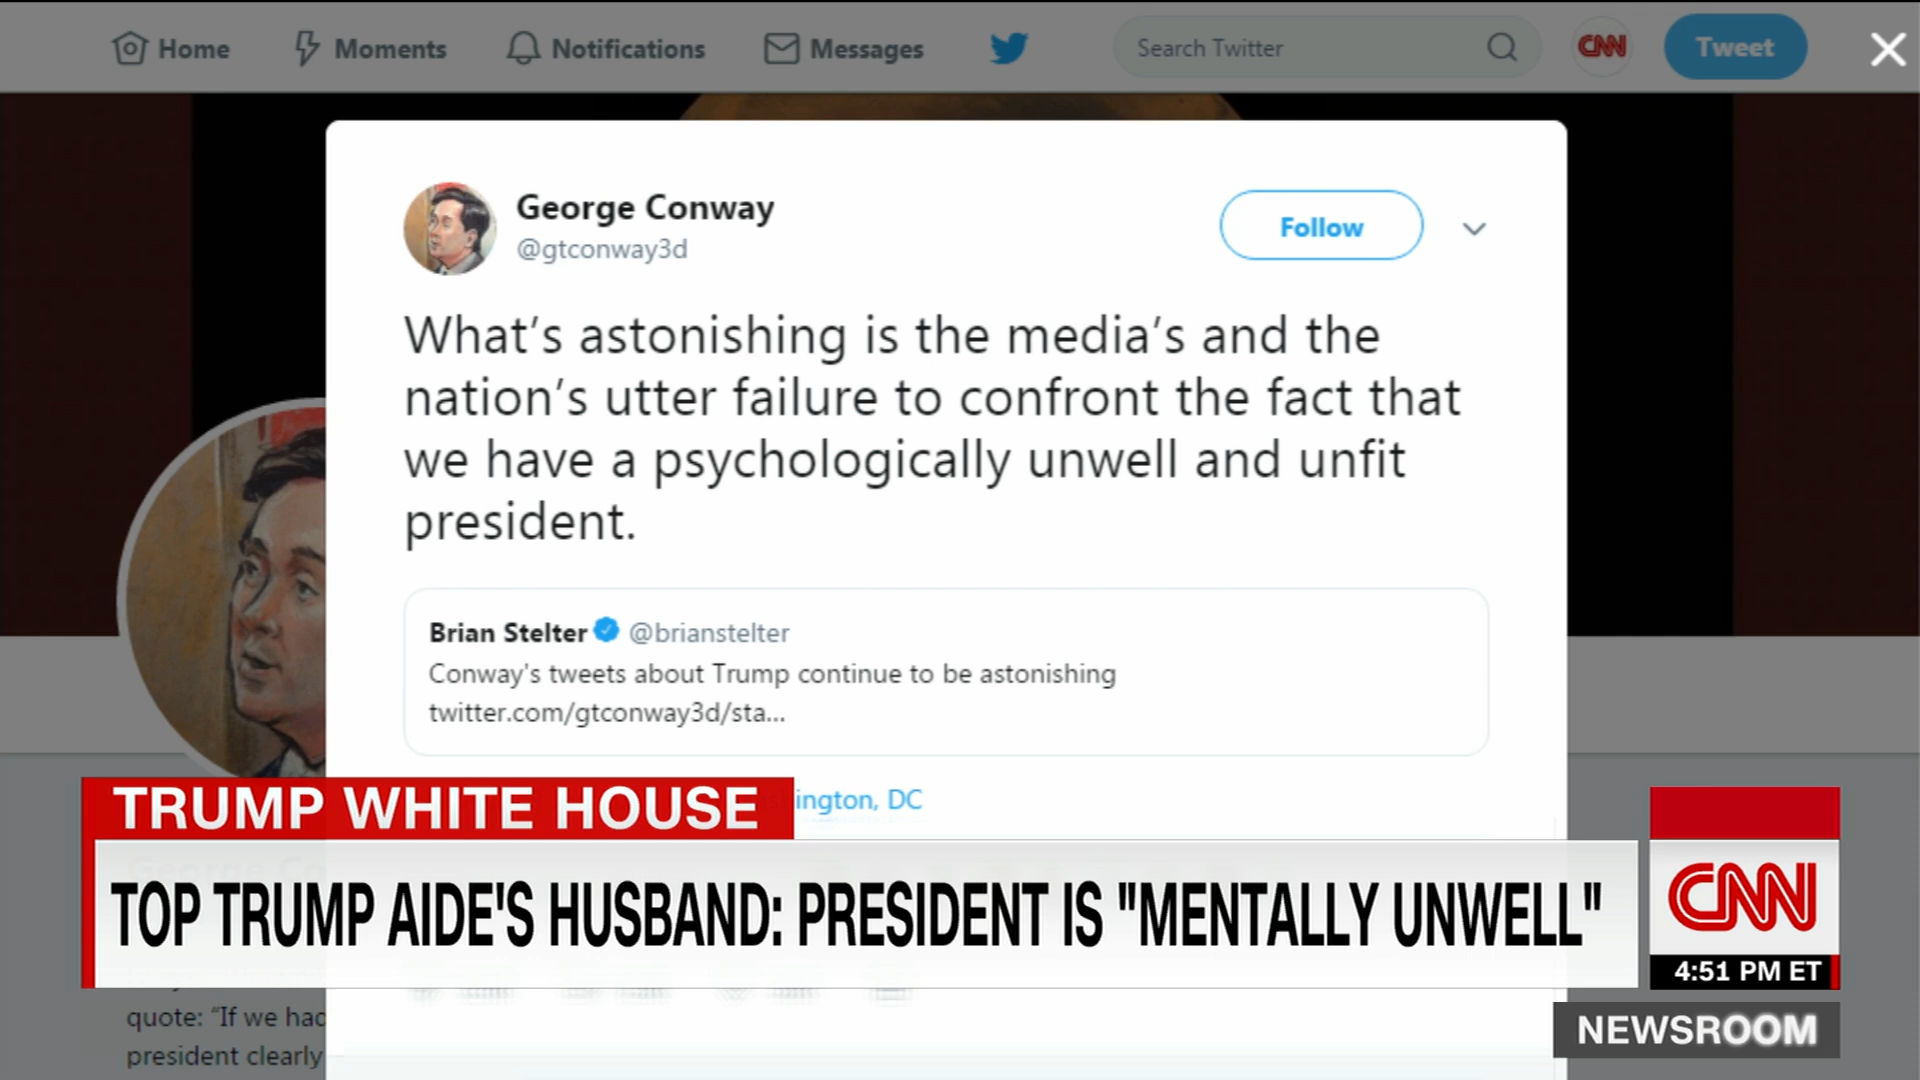 Home Moments Notifications Messages Search Twitter CNN Tweet
George Conway
@gtconway3d
Follow
What's astonishing is the media's and the
nation's utter failure to confront the fact that
we have a psychologically unwell and unfit
president.
Brian Stelter @brianstelter
Conway's tweets about Trump continue to be astonishing
twitter.com/gtconway3d/sta...
ington, DC
TRUMP WHITE HOUSE
TOP TRUMP AIDE'S HUSBAND: PRESIDENT IS "MENTALLY UNWELL"
CNN
4:51 PM ET
quote: "If we had
president clearly
NEWSROOM